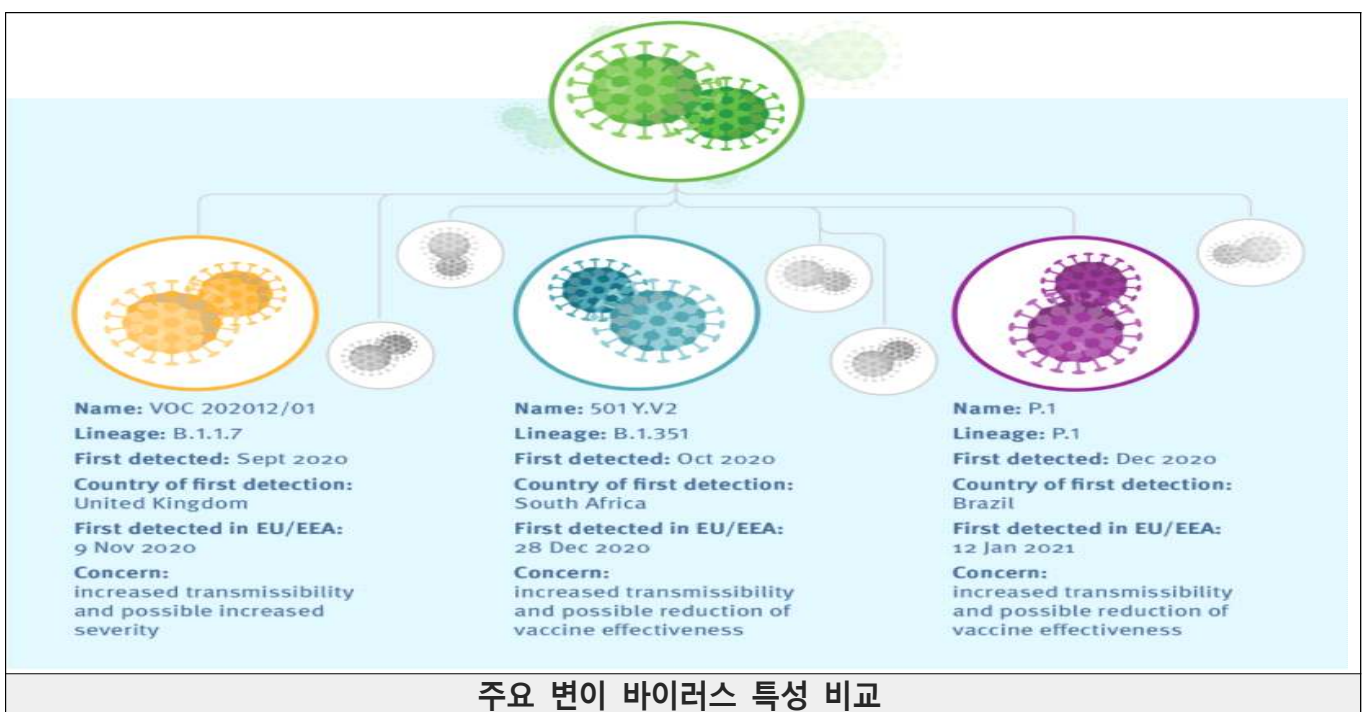 Name: VOC 202012/01
Lineage: B.1.1.7
First detected: Sept 2020
Country of first detection:
United Kingdom
First detected in EU/EEA:
9 Nov 2020
Concern:
increased transmissibility
and possible increased
severity
Name: 501Y.V2
Lineage: B.1.351
First detected: Oct 2020
Country of first detection:
South Africa
First detected in EU/EEA:
28 Dec 2020
Concern:
increased transmissibility
and possible reduction of
vaccine effectiveness
Name: P.1
Lineage: P.1
First detected: Dec 2020
Country of first detection:
Brazil
First detected in EU/EEA:
12 Jan 2021
Concern:
increased transmissibility
and possible reduction of
vaccine effectiveness
주요 변이 바이러스 특성 비교